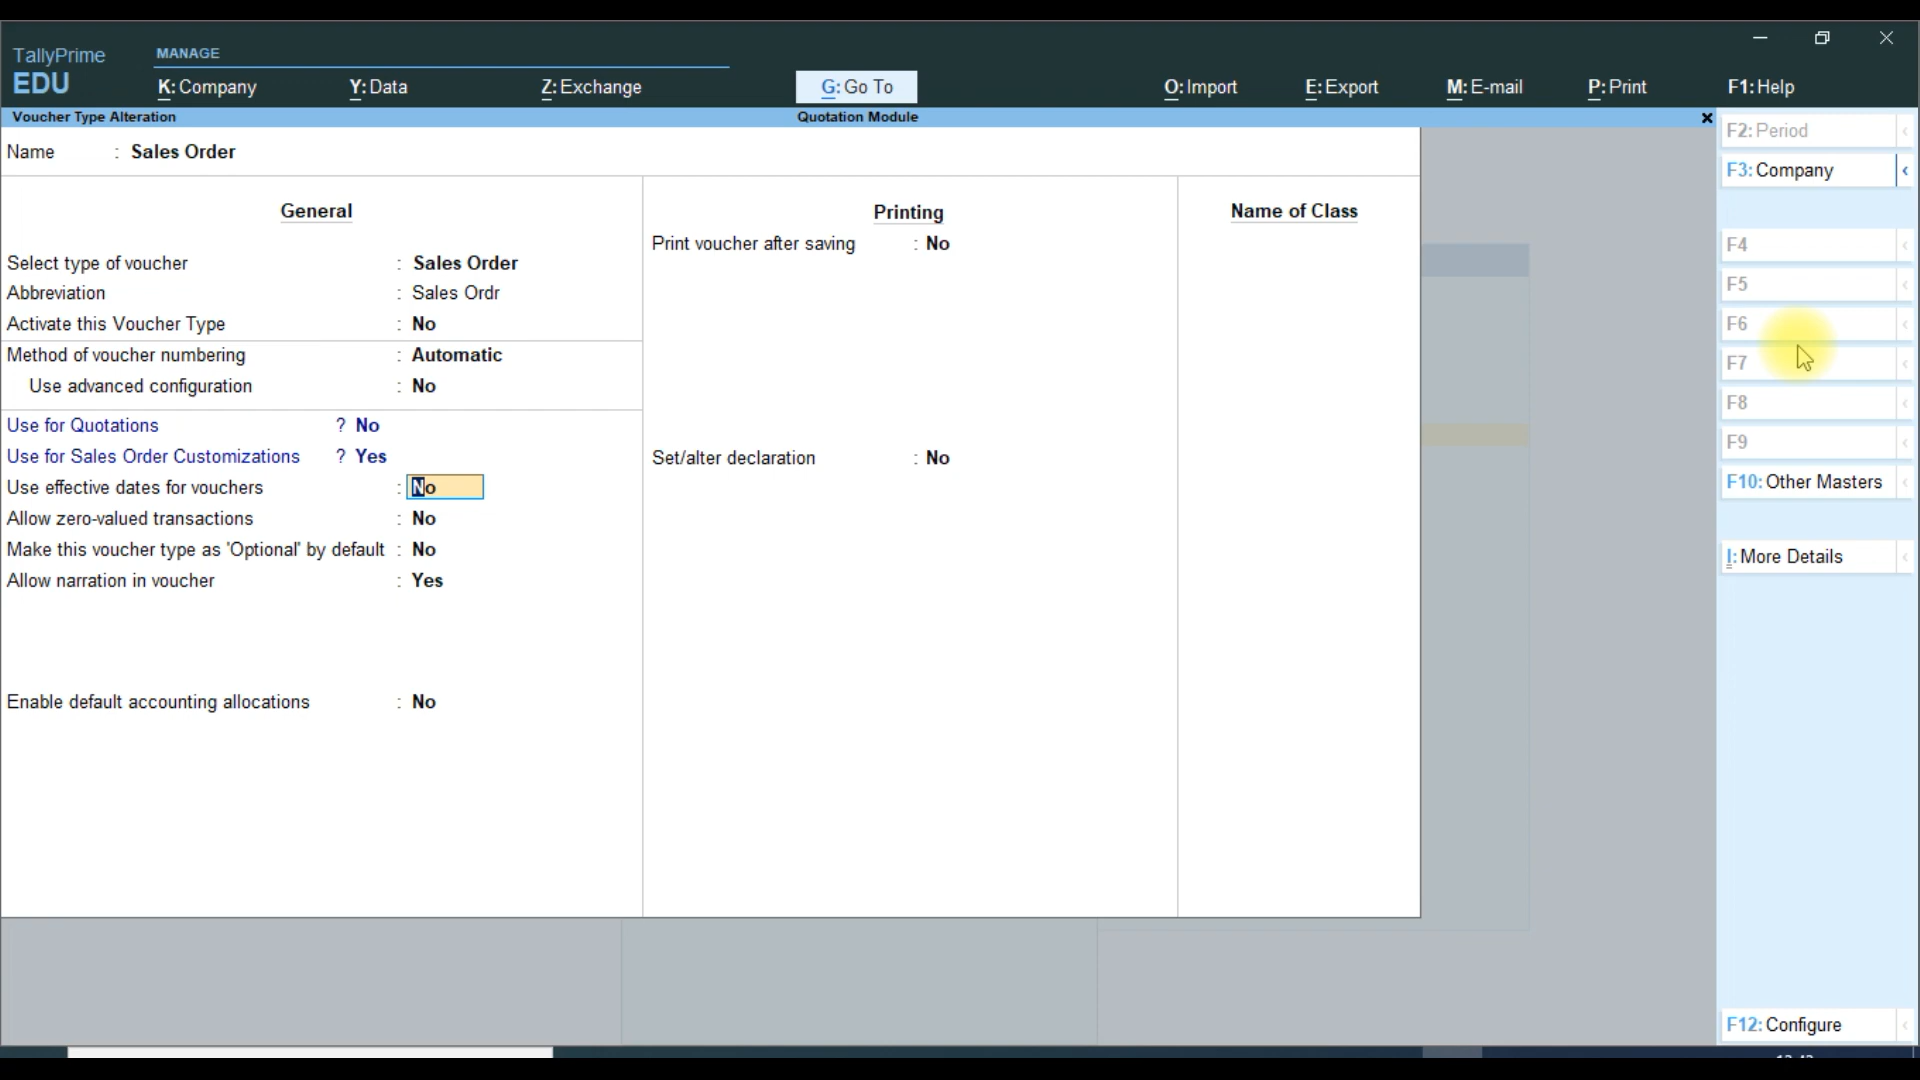 TallyPrime
EDU
MANAGE
K: Company
Y: Data
Z: Exchange
G: Go To
O: Import
E: Export
M: E-mail
P: Print
F1: Help
Voucher Type Alteration
Quotation Module
Name : Sales Order
General
Select type of voucher : Sales Order
Abbreviation : Sales Ordr
Activate this Voucher Type : No
Method of voucher numbering : Automatic
Use advanced configuration : No
Use for Quotations ? No
Use for Sales Order Customizations ? Yes
Use effective dates for vouchers : No
Allow zero-valued transactions : No
Make this voucher type as 'Optional' by default : No
Allow narration in voucher : Yes
Enable default accounting allocations : No
Printing
Print voucher after saving : No
Set/alter declaration : No
Name of Class
F2: Period
F3: Company
F4
F5
F6
F7
F8
F9
F10: Other Masters
I: More Details
F12: Configure